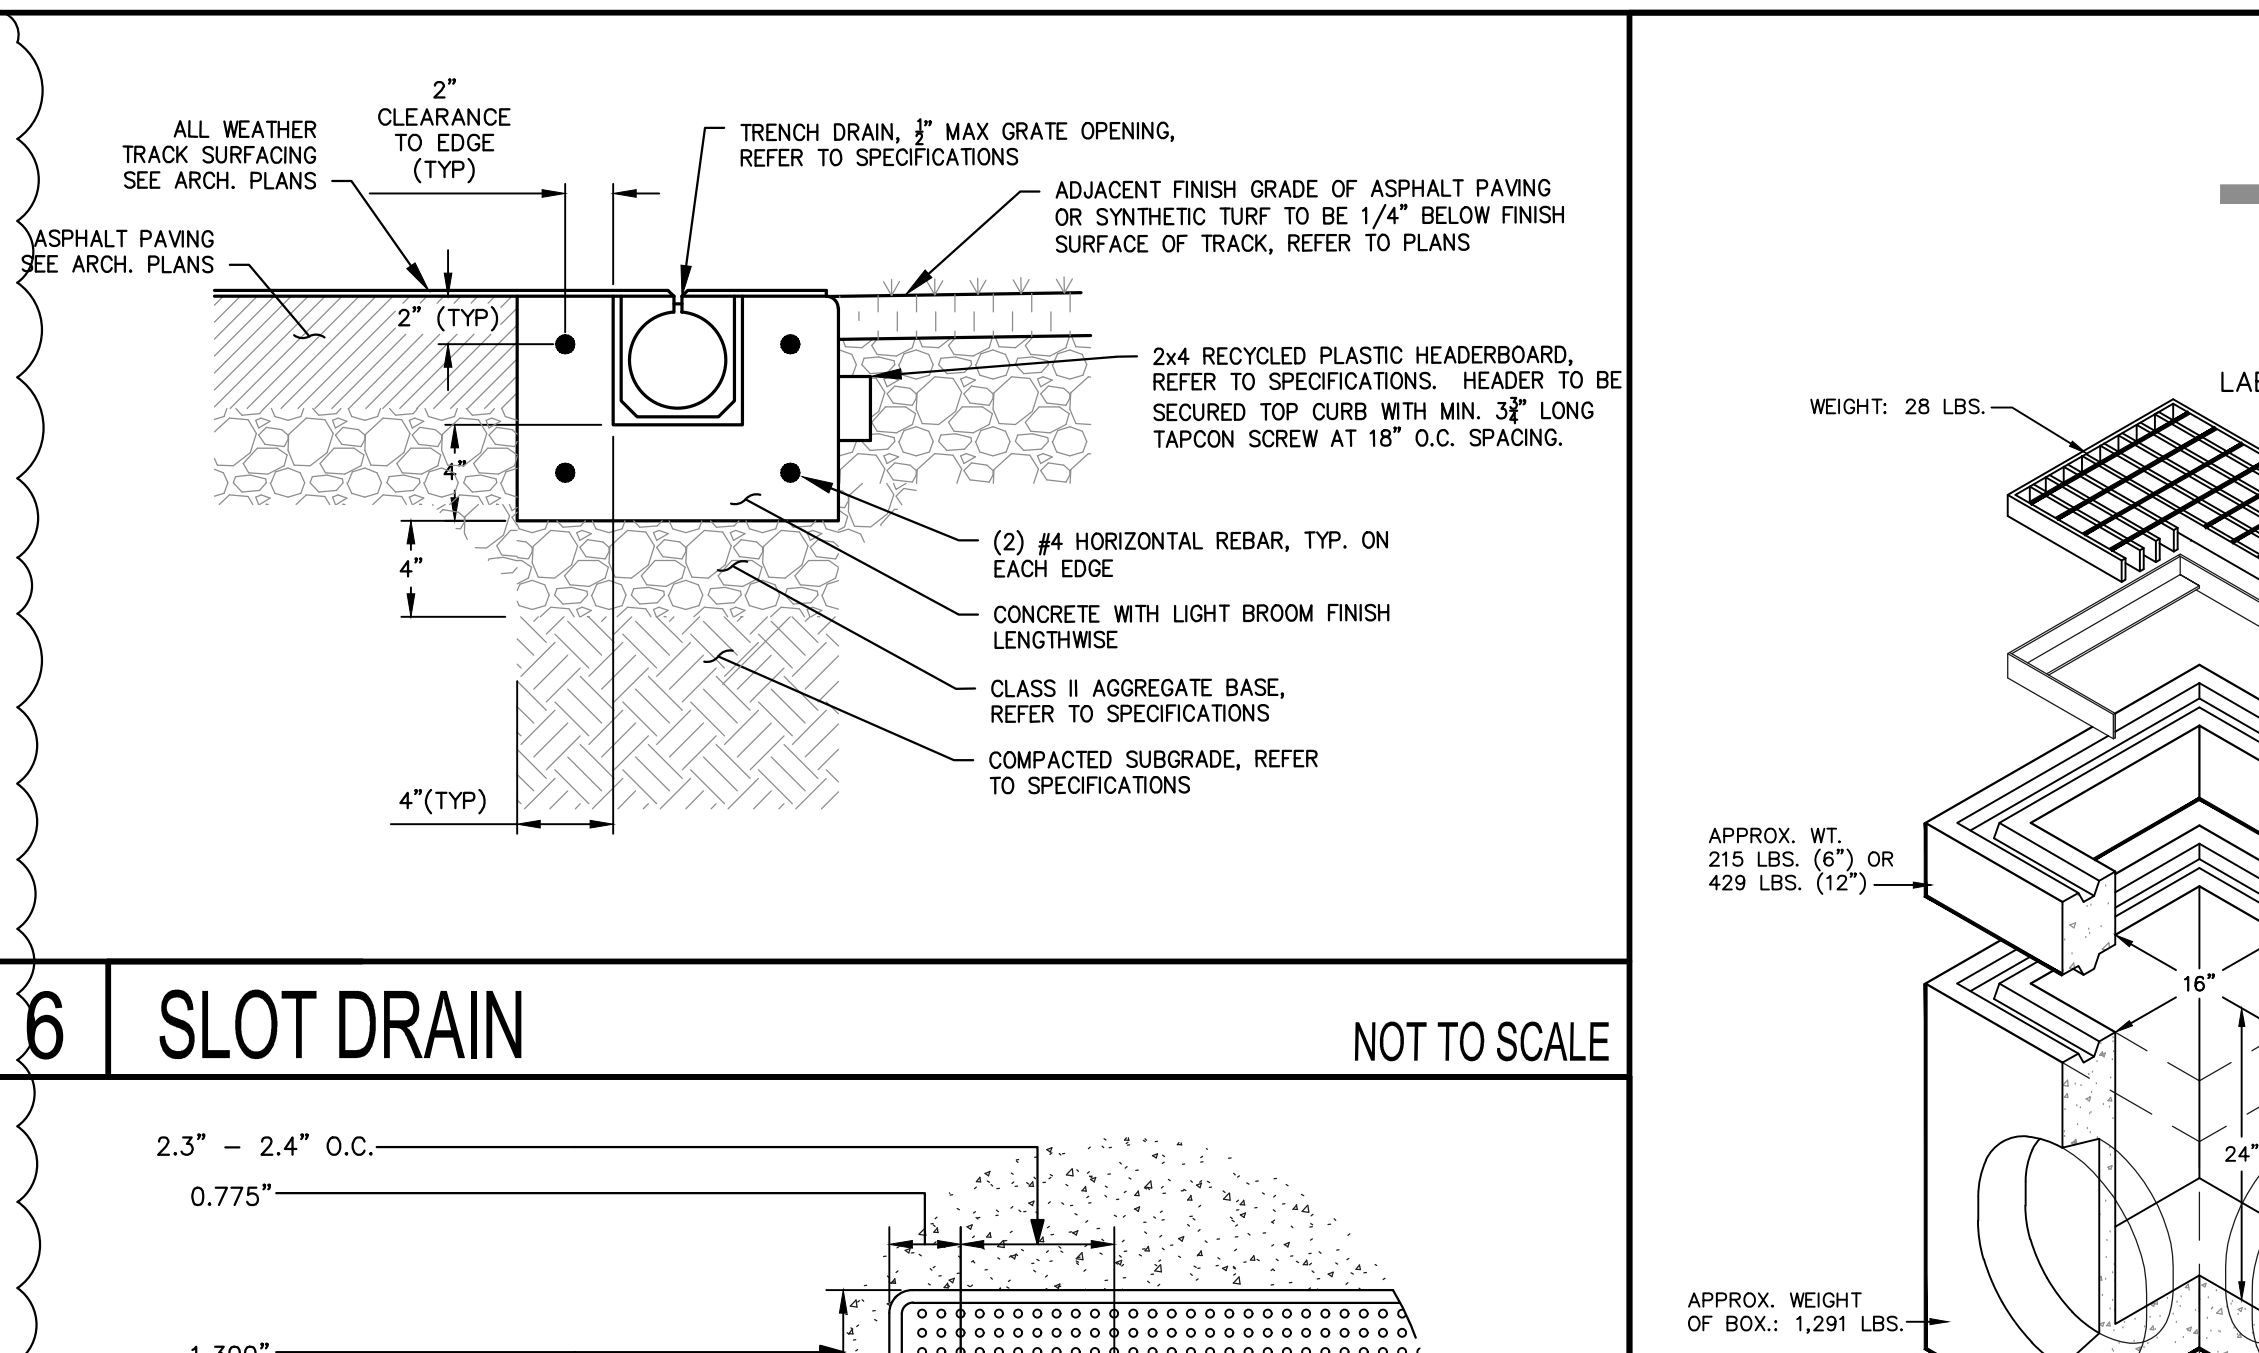 2"
CLEARANCE
TO EDGE
(TYP)
ALL WEATHER
TRACK SURFACING
SEE ARCH. PLANS
ASPHALT PAVING
SEE ARCH. PLANS
TRENCH DRAIN, 1/2" MAX GRATE OPENING,
REFER TO SPECIFICATIONS
ADJACENT FINISH GRADE OF ASPHALT PAVING
OR SYNTHETIC TURF TO BE 1/4" BELOW FINISH
SURFACE OF TRACK, REFER TO PLANS
2" (TYP)
2x4 RECYCLED PLASTIC HEADERBOARD,
REFER TO SPECIFICATIONS. HEADER TO BE
SECURED TOP CURB WITH MIN. 3 3/4" LONG
TAPCON SCREW AT 18" O.C. SPACING.
4"
4"
(2) #4 HORIZONTAL REBAR, TYP. ON
EACH EDGE
CONCRETE WITH LIGHT BROOM FINISH
LENGTHWISE
CLASS II AGGREGATE BASE,
REFER TO SPECIFICATIONS
COMPACTED SUBGRADE, REFER
TO SPECIFICATIONS
4"(TYP)
6
SLOT DRAIN
NOT TO SCALE
2.3" – 2.4" O.C.
0.775"
WEIGHT: 28 LBS.
APPROX. WT.
215 LBS. (6") OR
429 LBS. (12")
16"
24"
APPROX. WEIGHT
OF BOX.: 1,291 LBS.